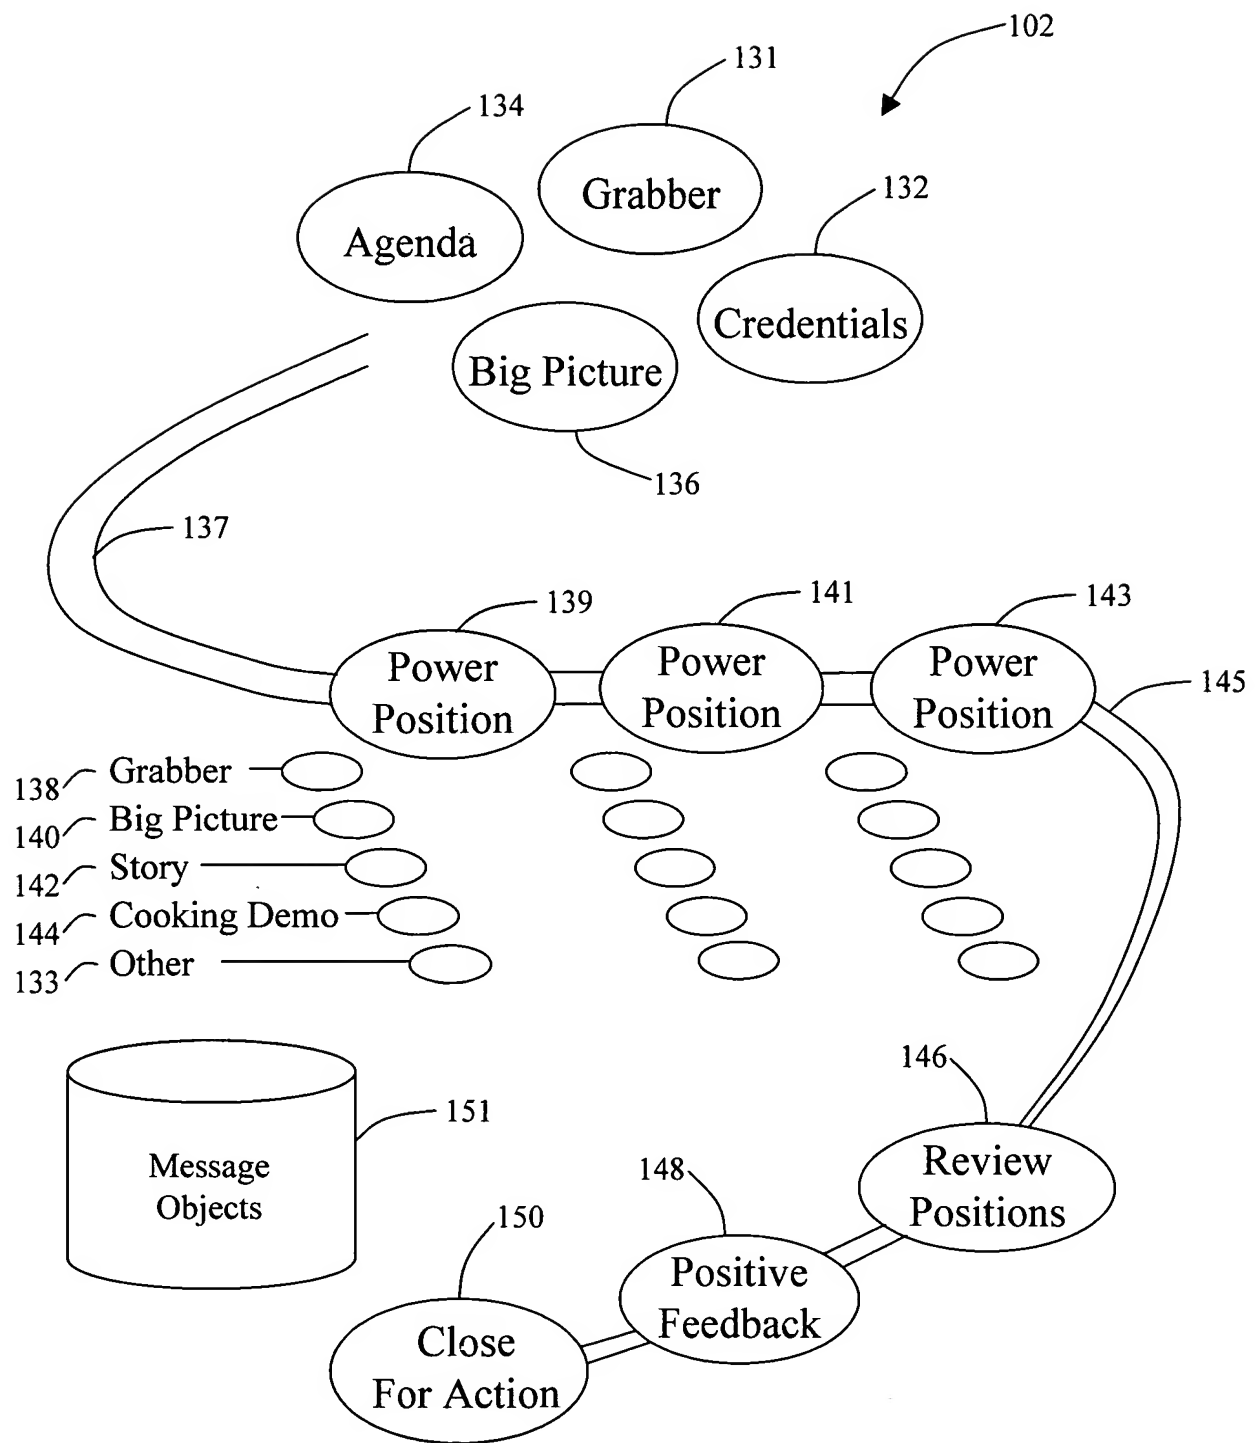 102
131
134
Grabber
132
Agenda
Credentials
Big Picture
136
137
139
141
143
Power
Position
Power
Position
Power
Position
145
138 Grabber
140 Big Picture
142 Story
144 Cooking Demo
133 Other
146
151
Message
Objects
148
Review
Positions
150
Positive
Feedback
Close
For Action